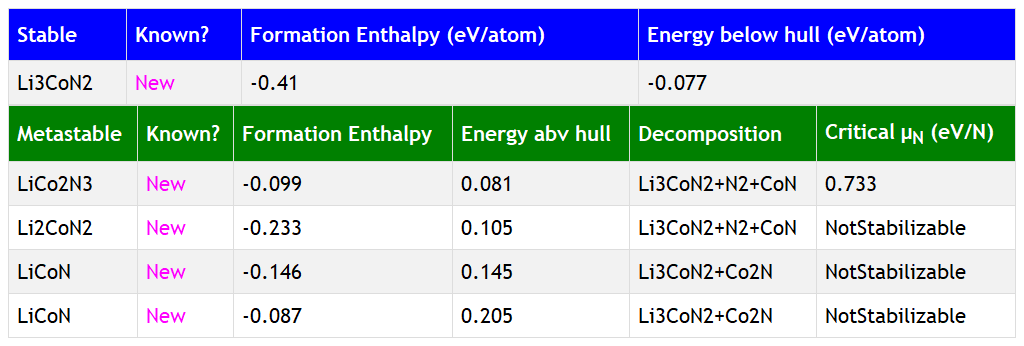 Stable Known? Formation Enthalpy (eV/atom) Energy below hull (eV/atom)
Li3CoN2 New -0.41 -0.077
Metastable Known? Formation Enthalpy Energy abv hull Decomposition Critical μN (eV/N)
LiCo2N3 New -0.099 0.081 Li3CoN2+N2+CoN 0.733
Li2CoN2 New -0.233 0.105 Li3CoN2+N2+CoN NotStabilizable
LiCoN New -0.146 0.145 Li3CoN2+Co2N NotStabilizable
LiCoN New -0.087 0.205 Li3CoN2+Co2N NotStabilizable